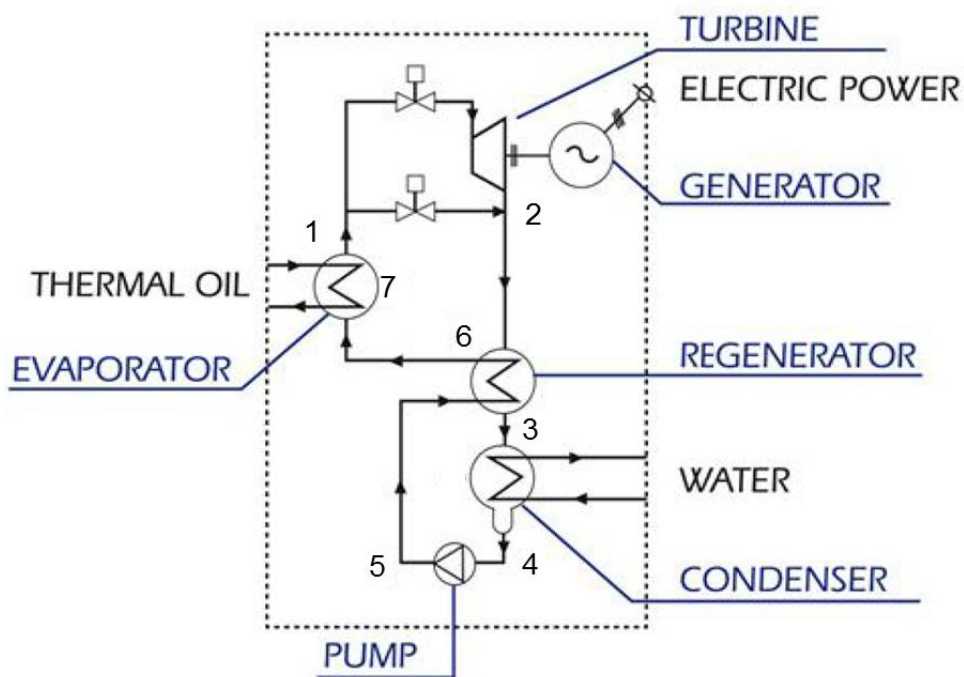 TURBINE
ELECTRIC POWER
GENERATOR
2
1
THERMAL OIL
7
EVAPORATOR
6
REGENERATOR
3
WATER
5
4
CONDENSER
PUMP